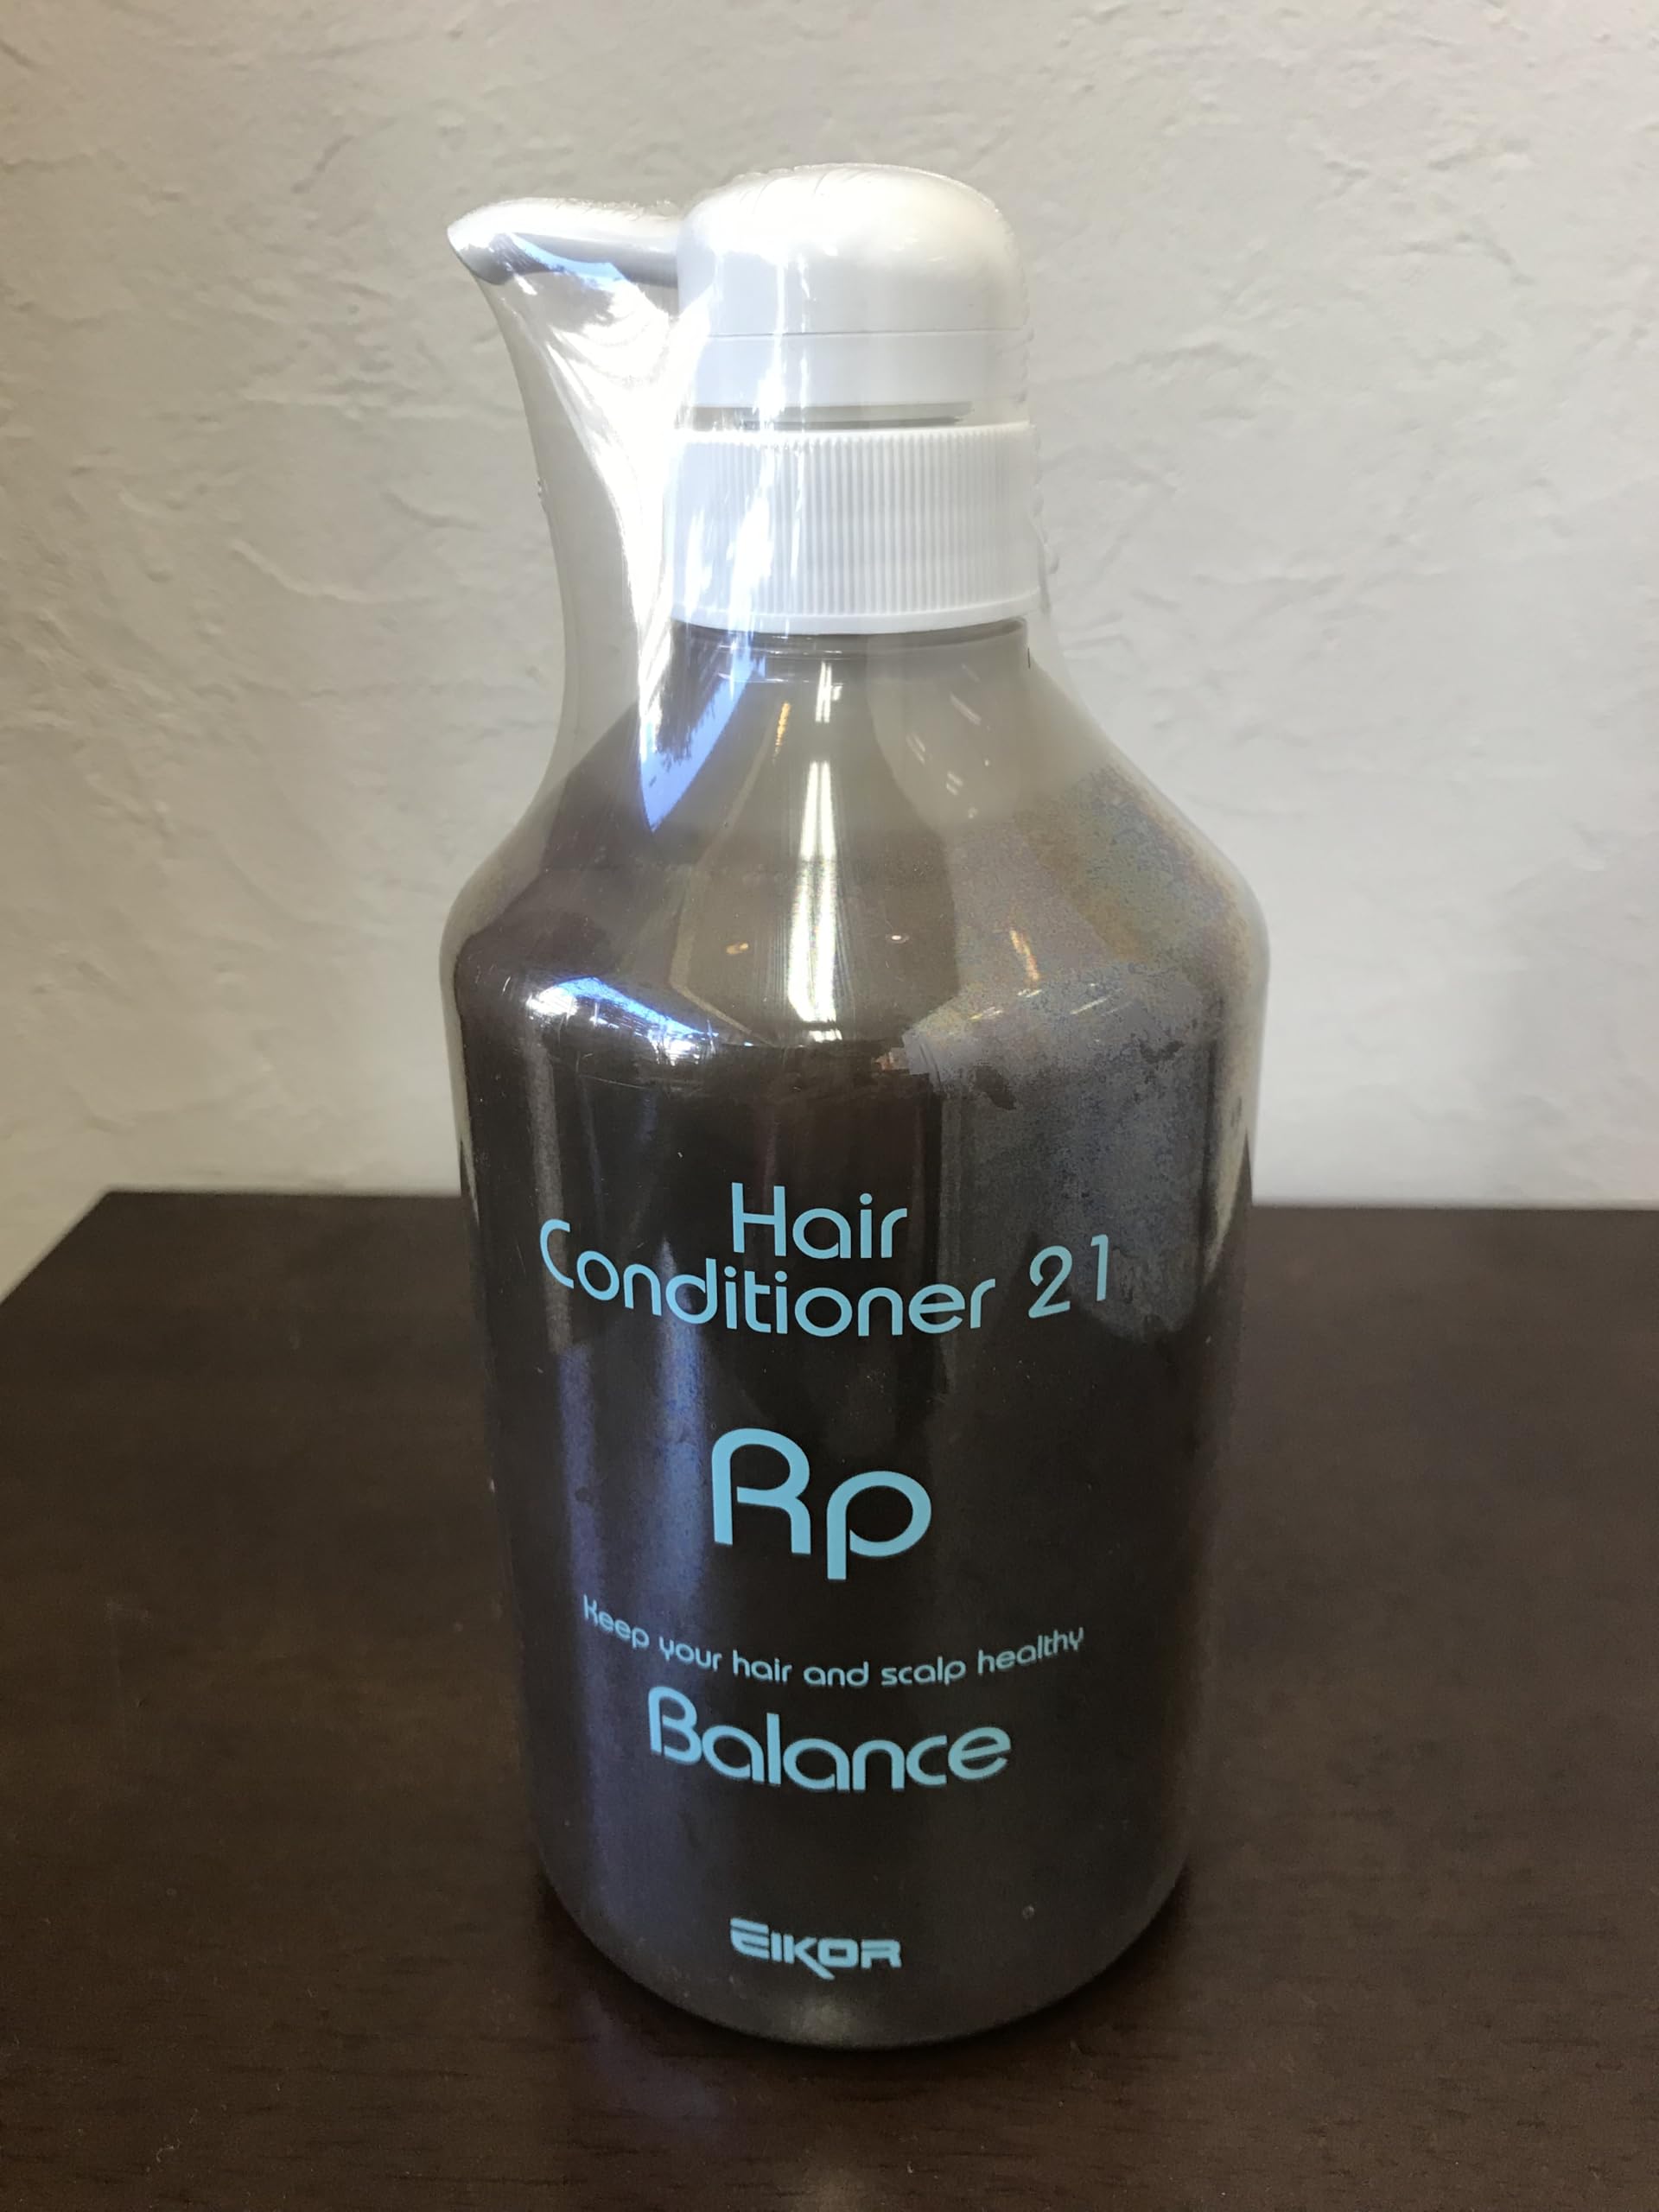 Hair
Conditioner 21
Rp
Keep your hair and scalp healthy
Balance
EIKOR